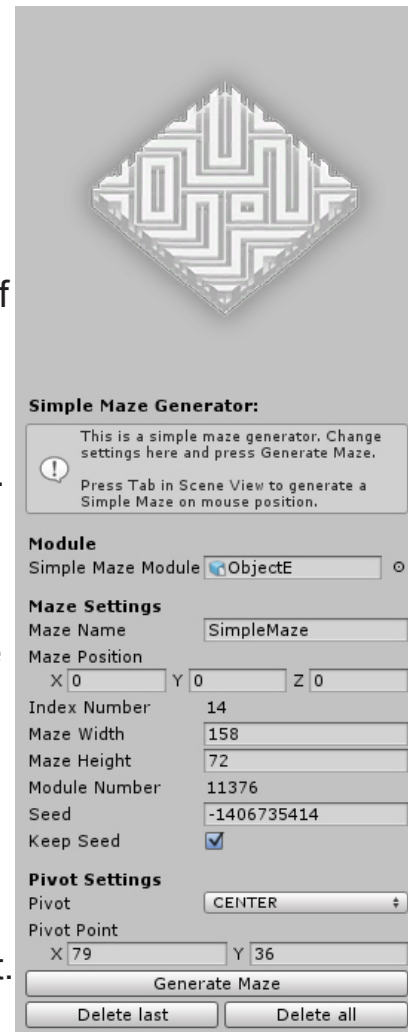 f
Simple Maze Generator:
This is a simple maze generator. Change
settings here and press Generate Maze.
Press Tab in Scene View to generate a
Simple Maze on mouse position.
.
Module
Simple Maze Module ObjectE
Maze Settings
Maze Name SimpleMaze
Maze Position
X 0 Y 0 Z 0
Index Number 14
Maze Width 158
Maze Height 72
Module Number 11376
Seed -1406735414
Keep Seed
Pivot Settings
Pivot CENTER
Pivot Point
X 79 Y 36
t.
Generate Maze
Delete last Delete all